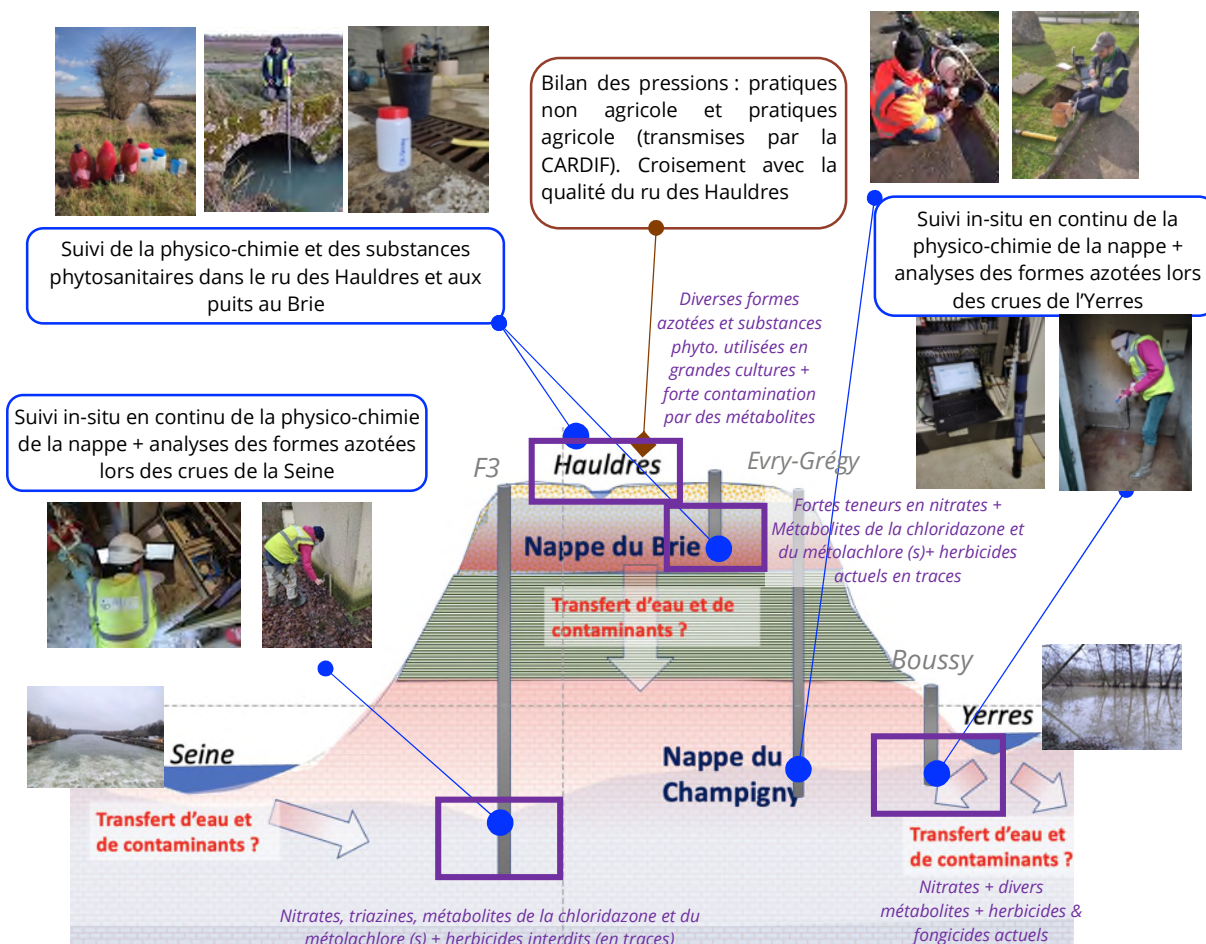 Bilan des pressions : pratiques
non agricole et pratiques
agricole (transmises par la
CARDIF). Croisement avec la
qualité du ru des Hauldres
Suivi de la physico-chimie et des substances
phytosanitaires dans le ru des Hauldres et aux
puits au Brie
Suivi in-situ en continu de la
physico-chimie de la nappe +
analyses des formes azotées lors
des crues de l'Yerres
Diverses formes
azotées et substances
phyto. utilisées en
grandes cultures +
forte contamination
par des métabolites
Suivi in-situ en continu de la physico-chimie
de la nappe + analyses des formes azotées
lors des crues de la Seine
F3
Hauldres
Evry-Grégy
Fortes teneurs en nitrates +
Métabolites de la chloridazone et
du métolachlore (s)+ herbicides
actuels en traces
Nappe du Brie
Transfert d'eau et de
contaminants ?
Boussy
Yerres
Seine
Nappe du
Champigny
Transfert d'eau et
de contaminants ?
Transfert d'eau et
de contaminants ?
Nitrates, triazines, métabolites de la chloridazone et du
métolachlore (s) + herbicides interdits (en traces)
Nitrates + divers
métabolites + herbicides &
fongicides actuels